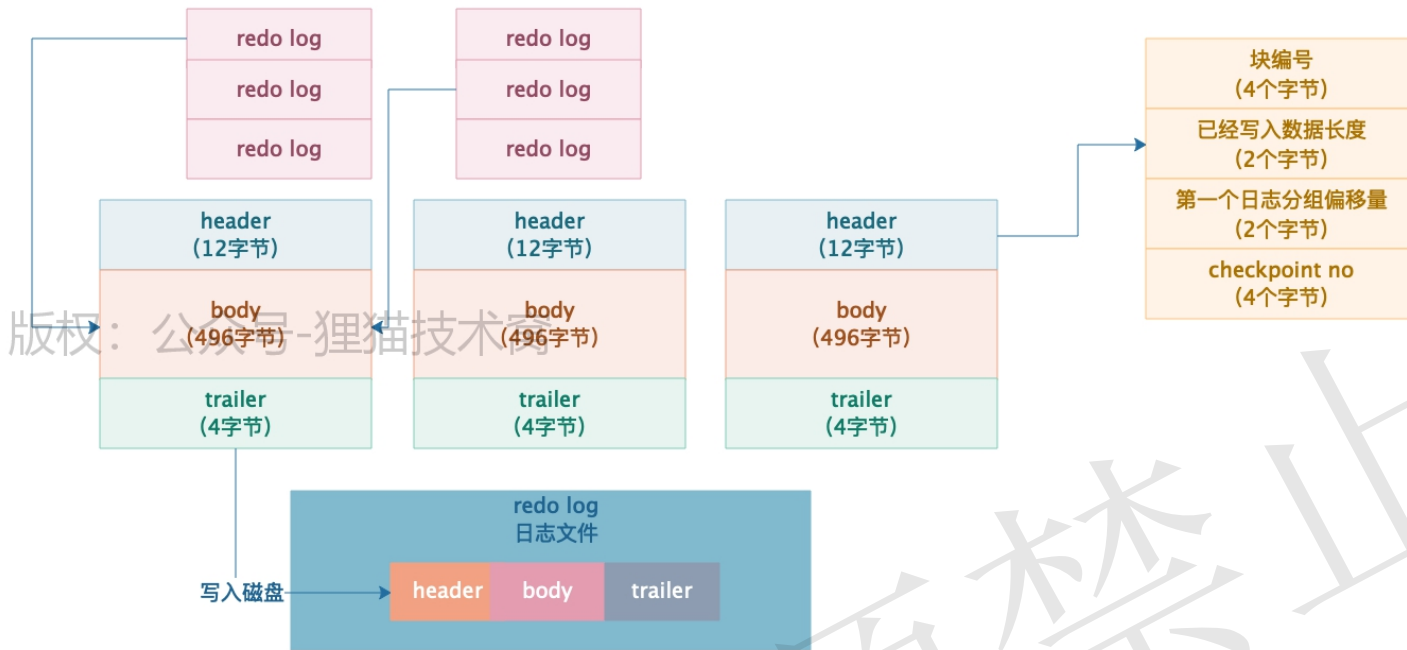 redo log
redo log
redo log
redo log
redo log
redo log
块编号
(4个字节)
已经写入数据长度
(2个字节)
第一个日志分组偏移量
(2个字节)
checkpoint no
(4个字节)
header
(12字节)
body
(496字节)
trailer
(4字节)
header
(12字节)
body
(496字节)
trailer
(4字节)
header
(12字节)
body
(496字节)
trailer
(4字节)
版权：公众号-狸猫技术窝
redo log
日志文件
写入磁盘
header
body
trailer
禁止